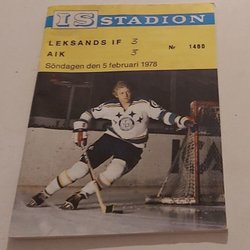 IS STADION
LEKSANDS IF 3
AIK 3
Nr 1480
Söndagen den 5 februari 1978